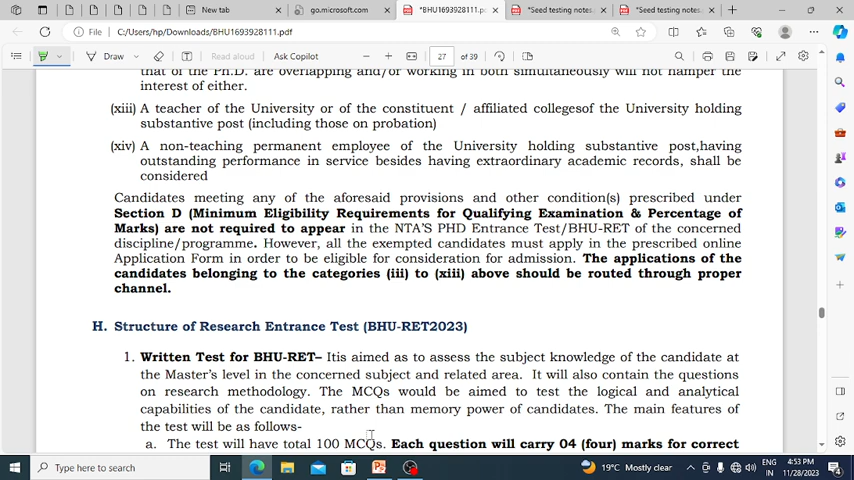 New tab
go.microsoft.com
*BHU1693928111.p
*Seed testing notes.
*Seed testing notes.
File
C:/Users/hp/Downloads/BHU1693928111.pdf
Draw
Read aloud
Ask Copilot
27
of 39
that of the Ph.D. are overlapping and/or working in both simultaneously will not hamper the
interest of either.
(xiii) A teacher of the University or of the constituent / affiliated collegesof the University holding
substantive post (including those on probation)
(xiv) A non-teaching permanent employee of the University holding substantive post,having
outstanding performance in service besides having extraordinary academic records, shall be
considered
Candidates meeting any of the aforesaid provisions and other condition(s) prescribed under
Section D (Minimum Eligibility Requirements for Qualifying Examination & Percentage of
Marks) are not required to appear in the NTA'S PHD Entrance Test/BHU-RET of the concerned
discipline/programme. However, all the exempted candidates must apply in the prescribed online
Application Form in order to be eligible for consideration for admission. The applications of the
candidates belonging to the categories (iii) to (xiii) above should be routed through proper
channel.
H. Structure of Research Entrance Test (BHU-RET2023)
1. Written Test for BHU-RET– Itis aimed as to assess the subject knowledge of the candidate at
the Master's level in the concerned subject and related area. It will also contain the questions
on research methodology. The MCQs would be aimed to test the logical and analytical
capabilities of the candidate, rather than memory power of candidates. The main features of
the test will be as follows-
a. The test will have total 100 MCQs. Each question will carry 04 (four) marks for correct
Type here to search
19°C Mostly clear
ENG
IN
4:53 PM
11/28/2023
4